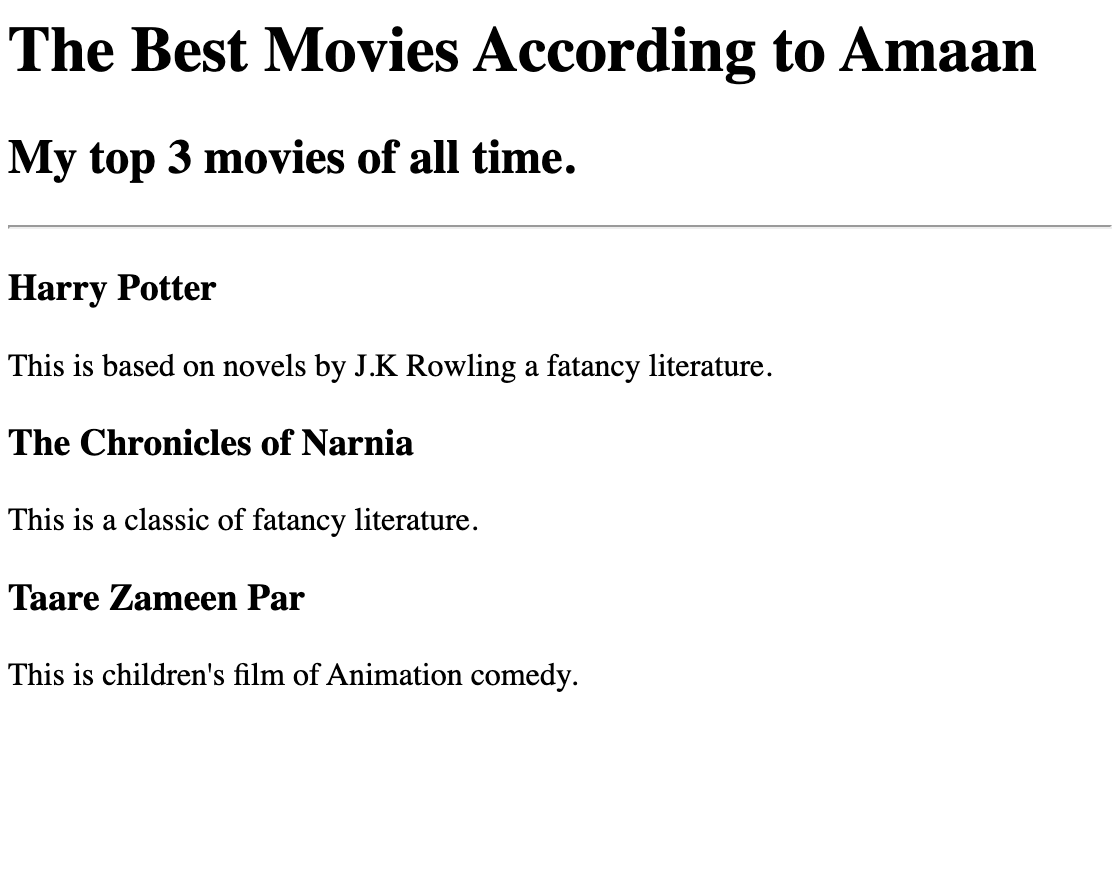 The Best Movies According to Amaan
My top 3 movies of all time.
Harry Potter
This is based on novels by J.K Rowling a fatancy literature.
The Chronicles of Narnia
This is a classic of fatancy literature.
Taare Zameen Par
This is children's film of Animation comedy.